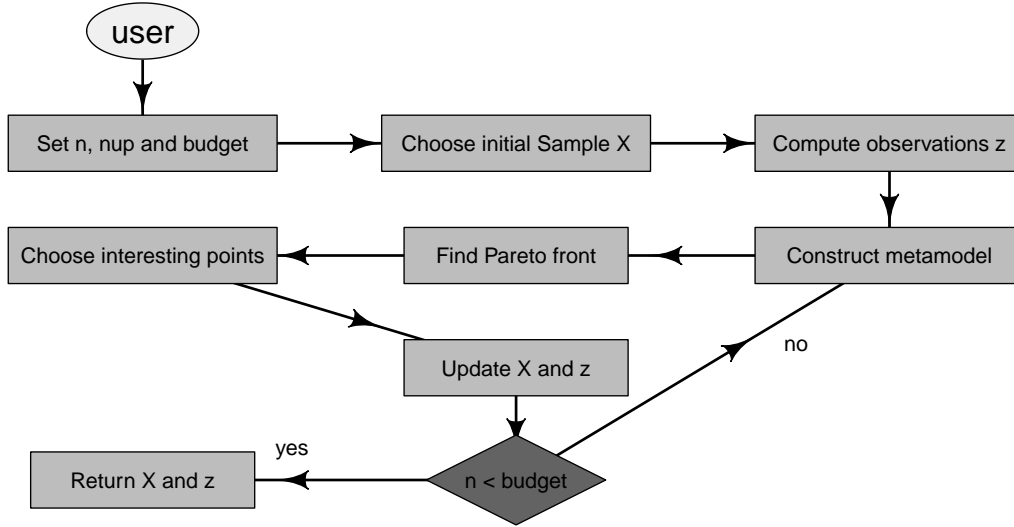 user
Set n, nup and budget
Choose initial Sample X
Compute observations z
Choose interesting points
Find Pareto front
Construct metamodel
no
Update X and z
yes
Return X and z
n < budget